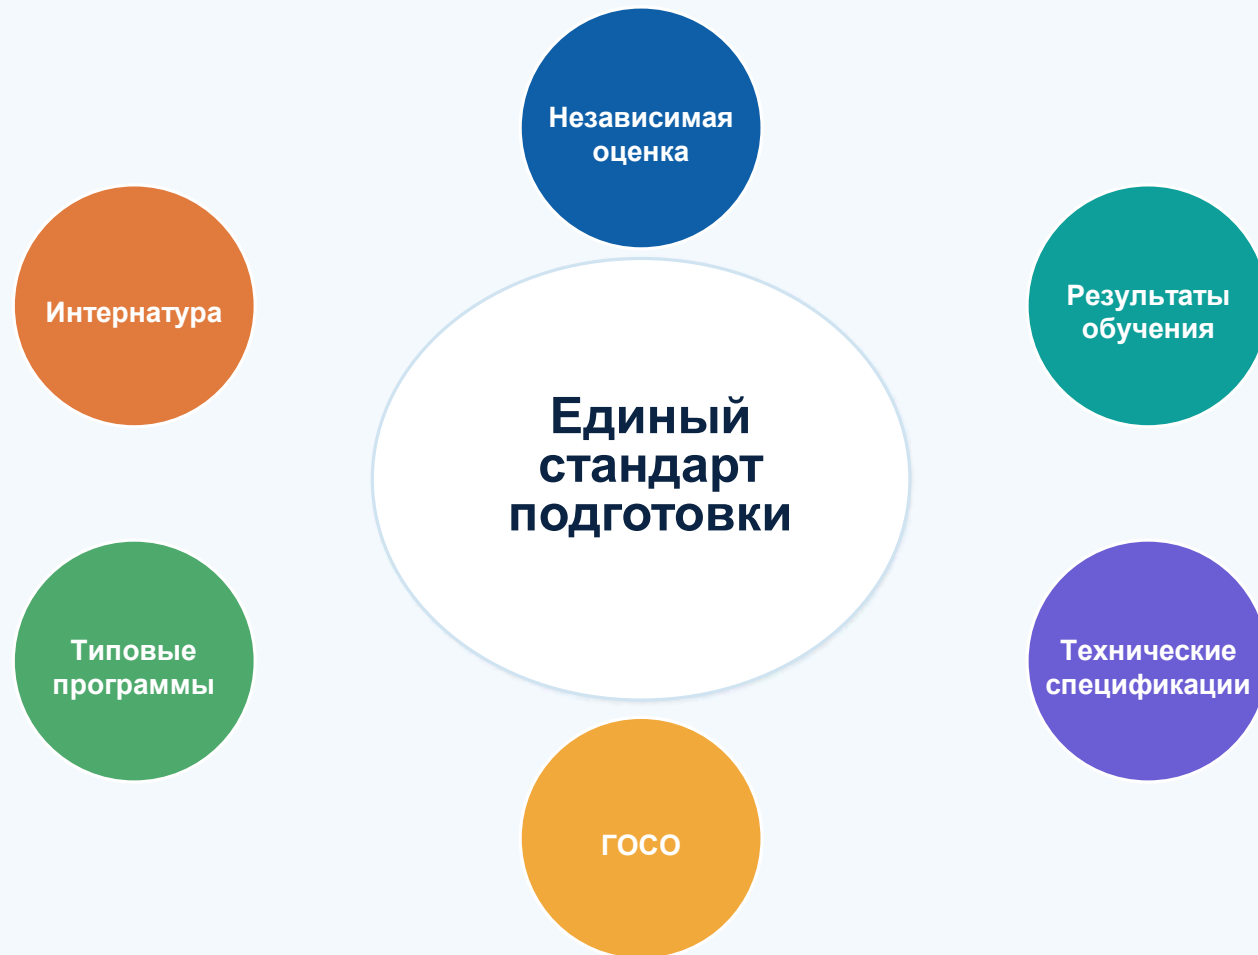 Независимая
оценка
Интернатура
Результаты
обучения
Единый
стандарт
подготовки
Типовые
программы
Технические
спецификации
ГОСО